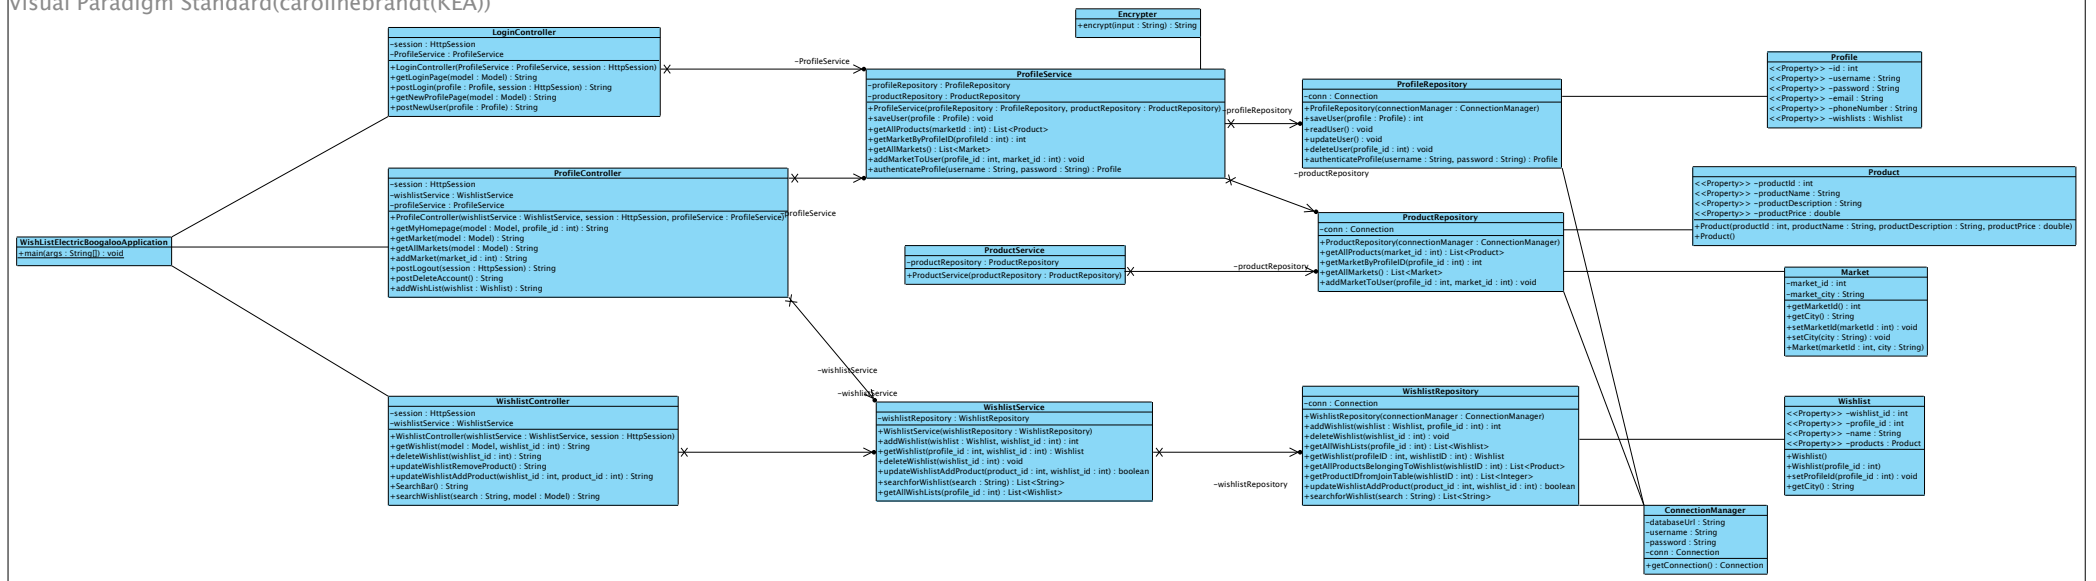 Visual Paradigm Standard(carolinebrandt(KEA))
Encrypter
+encrypt(input : String) : String
LoginController
-session : HttpSession
-ProfileService : ProfileService
+LoginController(ProfileService : ProfileService, session : HttpSession)
+getLoginPage(model : Model) : String
+postLogin(profile : Profile, session : HttpSession) : String
+getNewProfilePage(model : Model) : String
+postNewUser(profile : Profile) : String
-ProfileService
ProfileService
-profileRepository : ProfileRepository
-productRepository : ProductRepository
+ProfileService(profileRepository : ProfileRepository, productRepository : ProductRepository)
+saveUser(profile : Profile) : void
+getAllProducts(marketId : int) : List<Product>
+getMarketByProfileID(profileId : int) : int
+getAllMarkets() : List<Market>
+addMarketToUser(profile_id : int, market_id : int) : void
+authenticateProfile(username : String, password : String) : Profile
-profileRepository
ProfileRepository
-conn : Connection
+ProfileRepository(connectionManager : ConnectionManager)
+saveUser(profile : Profile) : int
+readUser() : void
+updateUser() : void
+deleteUser(profile_id : int) : void
+authenticateProfile(username : String, password : String) : Profile
-productRepository
Profile
<<Property>> -id : int
<<Property>> -username : String
<<Property>> -password : String
<<Property>> -email : String
<<Property>> -phoneNumber : String
<<Property>> -wishlists : Wishlist
Product
<<Property>> -productId : int
<<Property>> -productName : String
<<Property>> -productDescription : String
<<Property>> -productPrice : double
+Product(productId : int, productName : String, productDescription : String, productPrice : double)
+Product()
ProfileController
-session : HttpSession
-wishlistService : WishlistService
-profileService : ProfileService
+ProfileController(wishlistService : WishlistService, session : HttpSession, profileService : ProfileService)
+getMyHomepage(model : Model, profile_id : int) : String
+getMarket(model : Model) : String
+getAllMarkets(model : Model) : String
+addMarket(market_id : int) : String
+postLogout(session : HttpSession) : String
+postDeleteAccount() : String
+addWishList(wishlist : Wishlist) : String
-profileService
WishListElectricBoogalooApplication
+main(args : String[]) : void
ProductService
-productRepository : ProductRepository
+ProductService(productRepository : ProductRepository)
-productRepository
ProductRepository
-conn : Connection
+ProductRepository(connectionManager : ConnectionManager)
+getAllProducts(market_id : int) : List<Product>
+getMarketByProfileID(profile_id : int) : int
+getAllMarkets() : List<Market>
+addMarketToUser(profile_id : int, market_id : int) : void
Market
-market_id : int
-market_city : String
+getMarketId() : int
+getCity() : String
+setMarketId(marketId : int) : void
+setCity(city : String) : void
+Market(marketId : int, city : String)
-wishlistService
-wishlistService
WishlistController
-session : HttpSession
-wishlistService : WishlistService
+WishlistController(wishlistService : WishlistService, session : HttpSession)
+getWishlist(model : Model, wishlist_id : int) : String
+deleteWishlist(wishlist_id : int) : String
+updateWishlistRemoveProduct() : String
+updateWishlistAddProduct(wishlist_id : int, product_id : int) : String
+SearchBar() : String
+searchWishlist(search : String, model : Model) : String
WishlistService
-wishlistRepository : WishlistRepository
+WishlistService(wishlistRepository : WishlistRepository)
+addWishlist(wishlist : Wishlist, wishlist_id : int) : int
+getWishlist(profile_id : int, wishlist_id : int) : Wishlist
+deleteWishlist(wishlist_id : int) : void
+updateWishlistAddProduct(product_id : int, wishlist_id : int) : boolean
+searchforWishlist(search : String) : List<String>
+getAllWishLists(profile_id : int) : List<Wishlist>
-wishlistRepository
WishlistRepository
-conn : Connection
+WishlistRepository(connectionManager : ConnectionManager)
+addWishlist(wishlist : Wishlist, profile_id : int) : int
+deleteWishlist(wishlist_id : int) : void
+getAllWishLists(profile_id : int) : List<Wishlist>
+getWishlist(profileID : int, wishlistID : int) : Wishlist
+getAllProductsBelongingToWishlist(wishlistID : int) : List<Product>
+getProductIDfromJoinTable(wishlistID : int) : List<Integer>
+updateWishlistAddProduct(product_id : int, wishlist_id : int) : boolean
+searchforWishlist(search : String) : List<String>
Wishlist
<<Property>> -wishlist_id : int
<<Property>> -profile_id : int
<<Property>> -name : String
<<Property>> -products : Product
+Wishlist()
+Wishlist(profile_id : int)
+setProfileId(profile_id : int) : void
+getCity() : String
ConnectionManager
-databaseUrl : String
-username : String
-password : String
-conn : Connection
+getConnection() : Connection